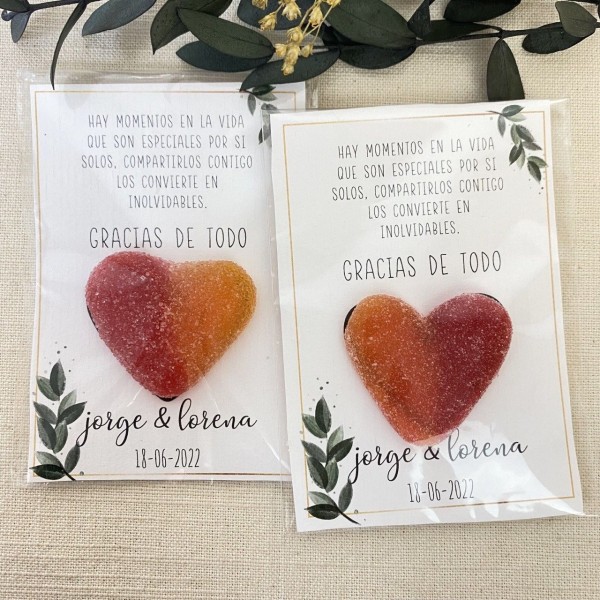 HAY MOMENTOS EN LA VIDA
QUE SON ESPECIALES POR SI
SOLOS, COMPARTIRLOS CONTIGO
LOS CONVIERTE EN
INOLVIDABLES.
GRACIAS DE TODO
jorge & lorena
18-06-2022
HAY MOMENTOS EN LA VIDA
QUE SON ESPECIALES POR SI
SOLOS, COMPARTIRLOS CONTIGO
LOS CONVIERTE EN
INOLVIDABLES.
GRACIAS DE TODO
jorge & lorena
18-06-2022